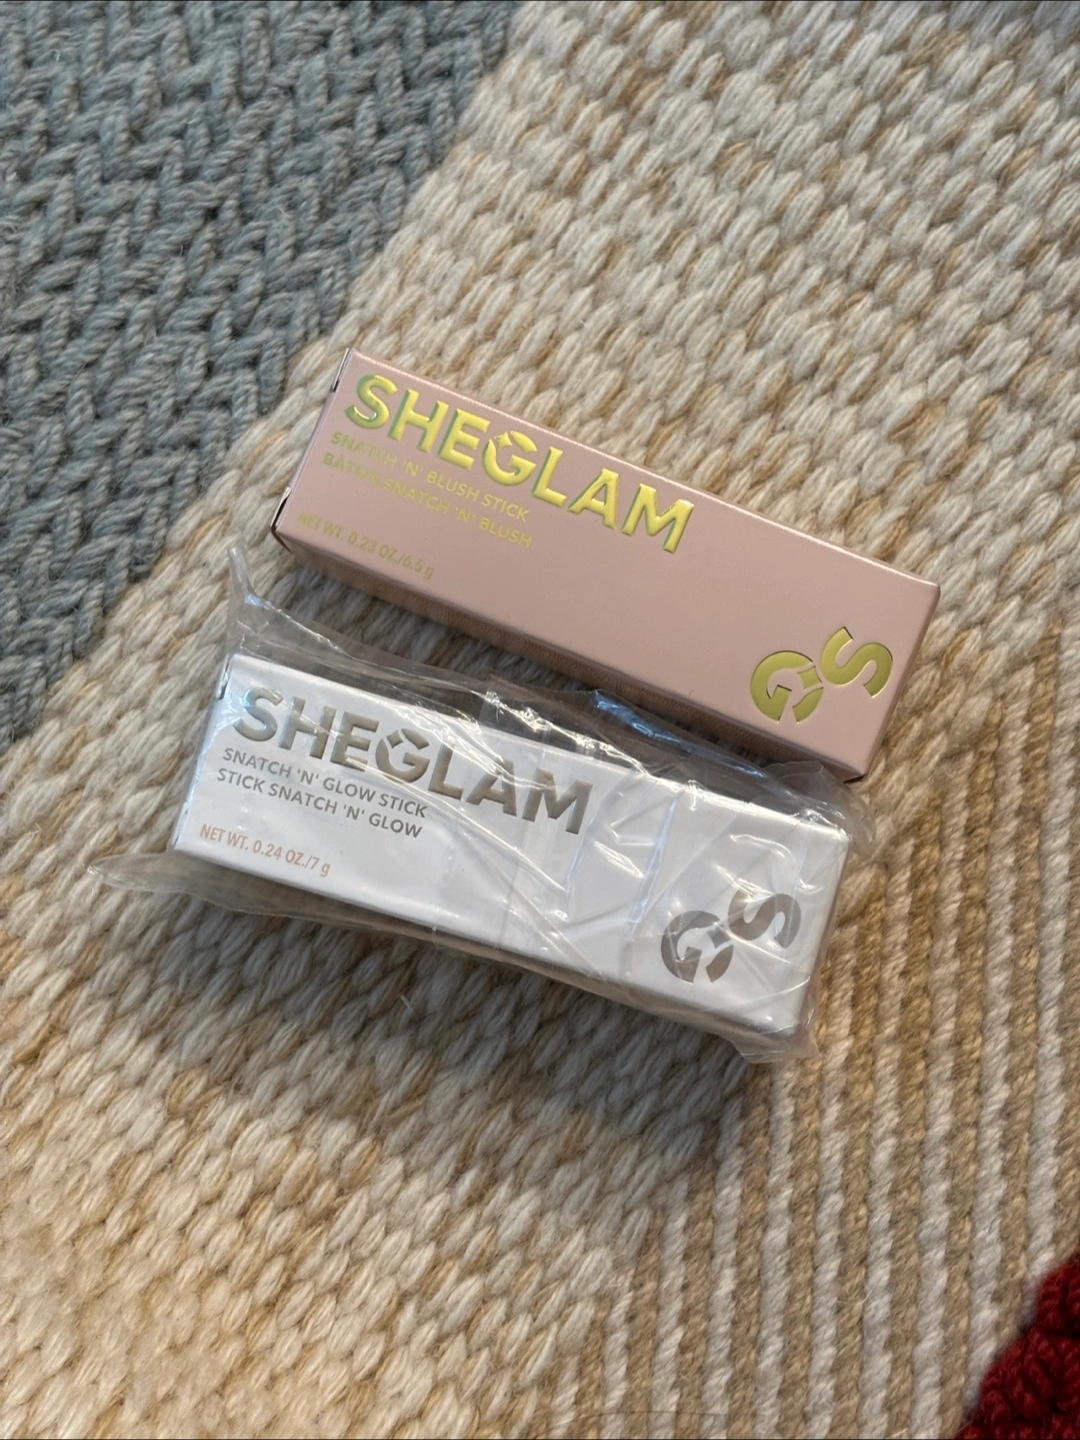 SHEGLAM
SNATCH 'N' BLUSH STICK
BATON SNATCH 'N' BLUSH
NET WT. 0.23 OZ./6.5 g
GS
SHEGLAM
SNATCH 'N' GLOW STICK
STICK SNATCH 'N' GLOW
NET WT. 0.24 OZ./7 g
GS